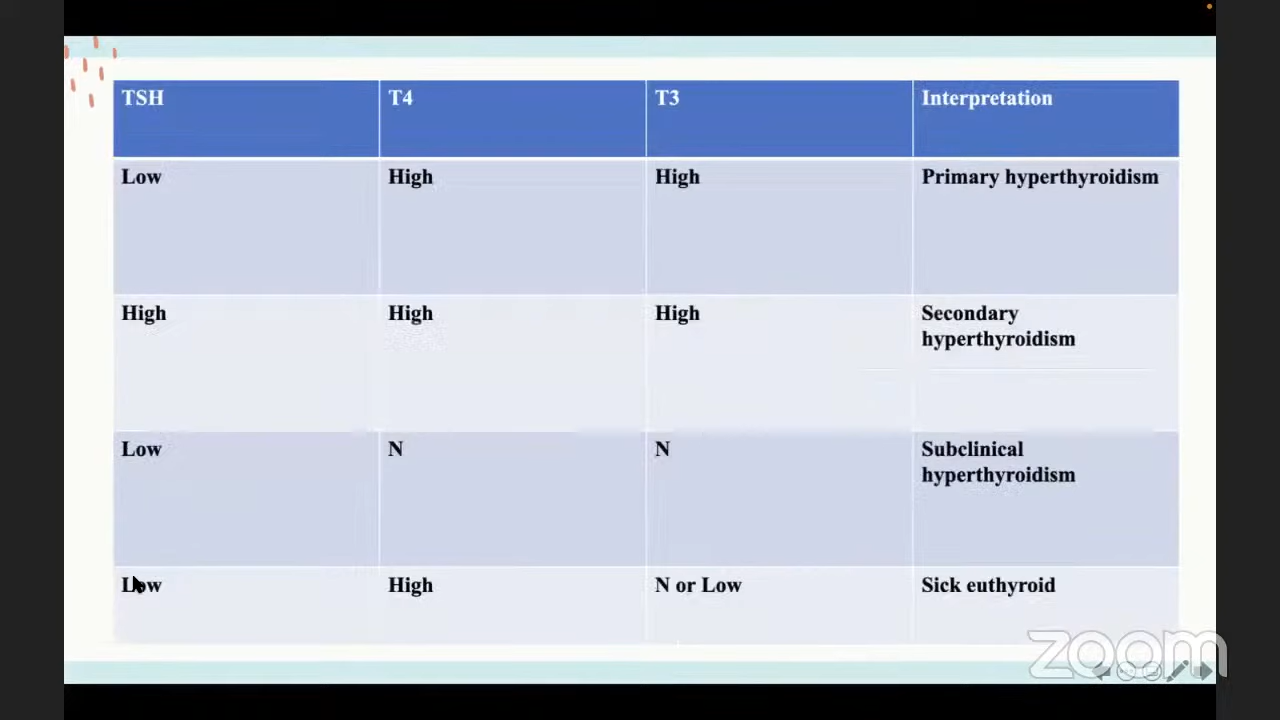 TSH T4 T3 Interpretation
Low High High Primary hyperthyroidism
High High High Secondary
hyperthyroidism
Low N N Subclinical
hyperthyroidism
Low High N or Low Sick euthyroid
zoom